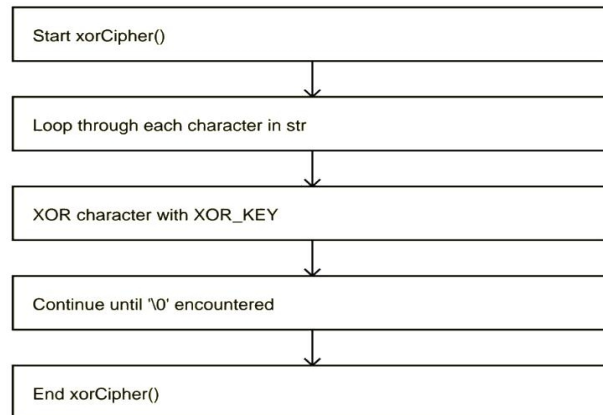 Start xorCipher()
Loop through each character in str
XOR character with XOR_KEY
Continue until '\0' encountered
End xorCipher()